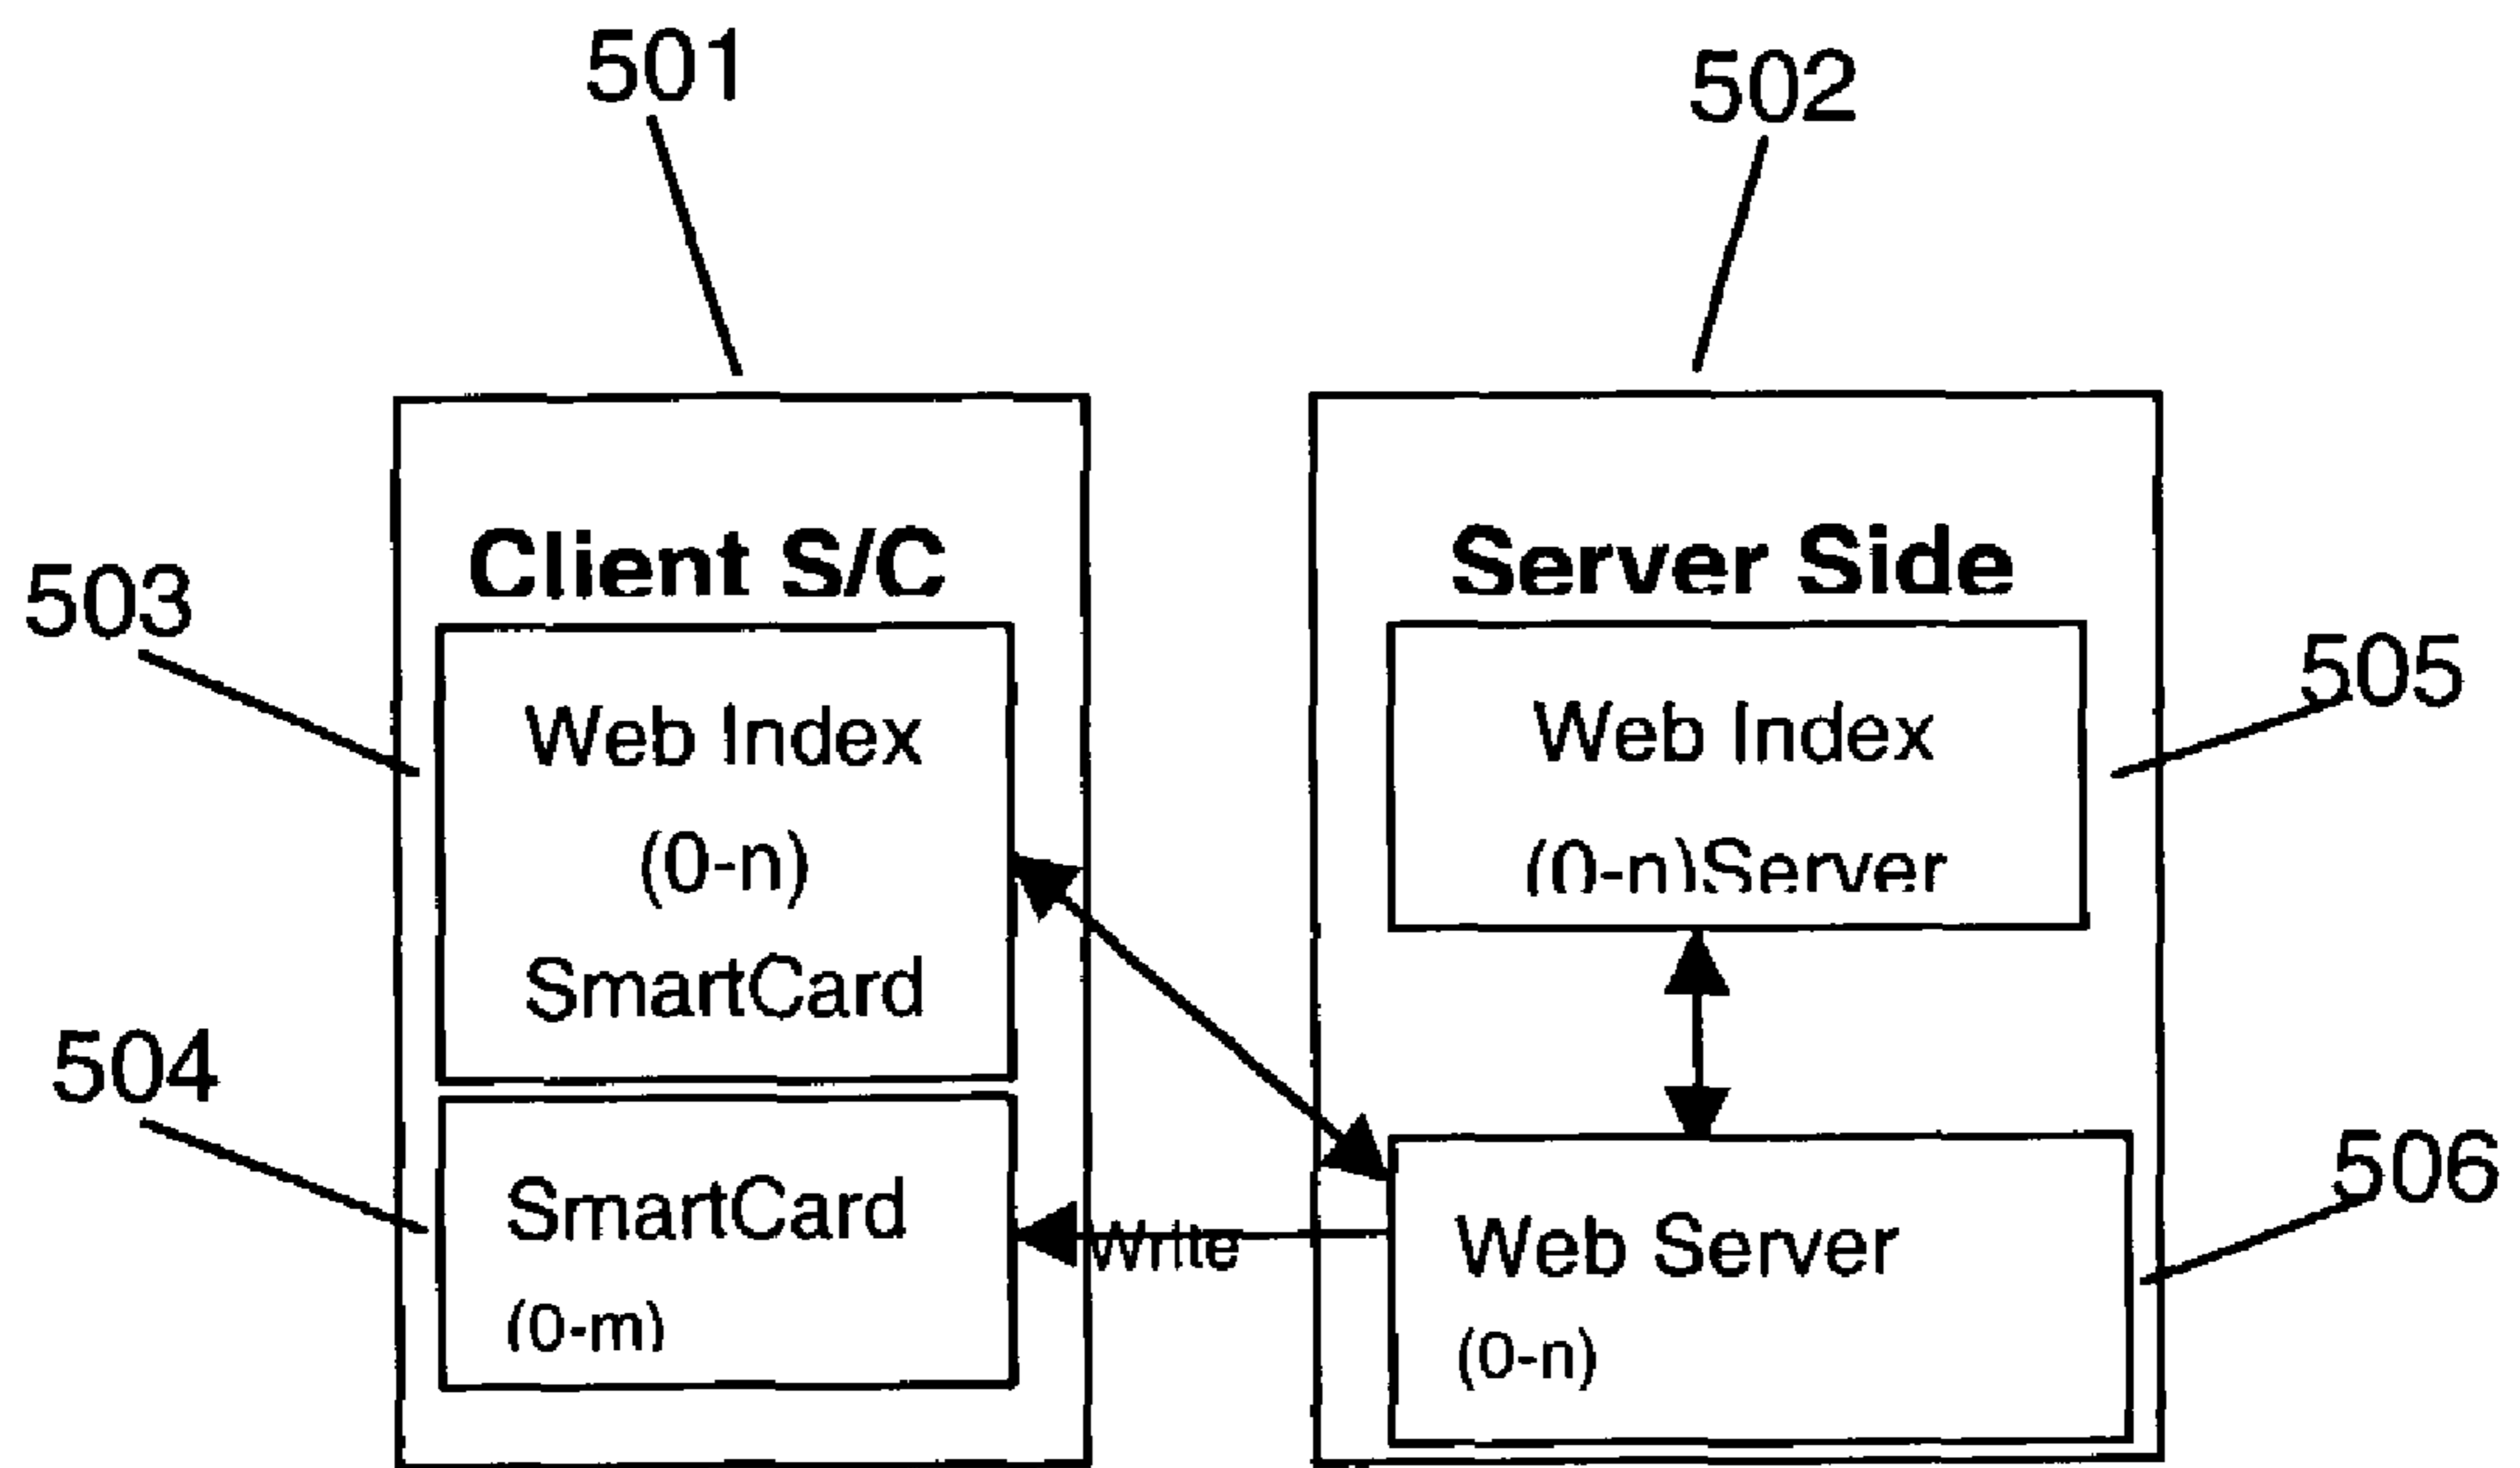 501
502
Client S/C
Server Side
503
Web Index
(0-n)
SmartCard
505
Web Index
(0-n)Server
504
SmartCard
(0-m)
Write
506
Web Server
(0-n)